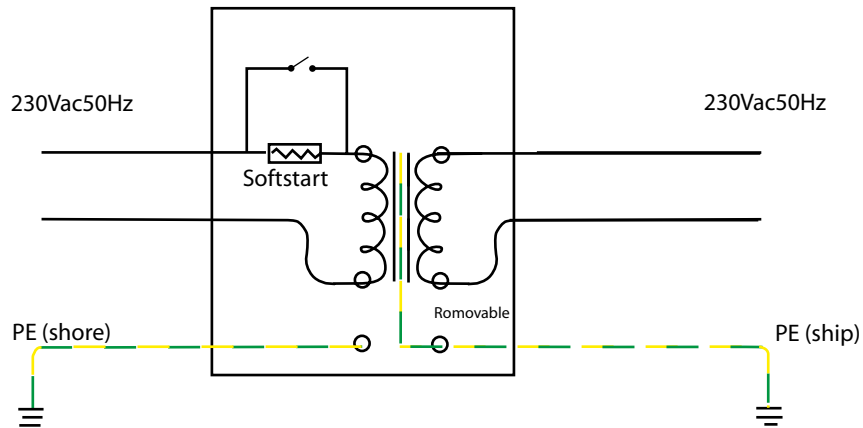 230Vac50Hz
230Vac50Hz
Softstart
Romovable
PE (shore)
PE (ship)